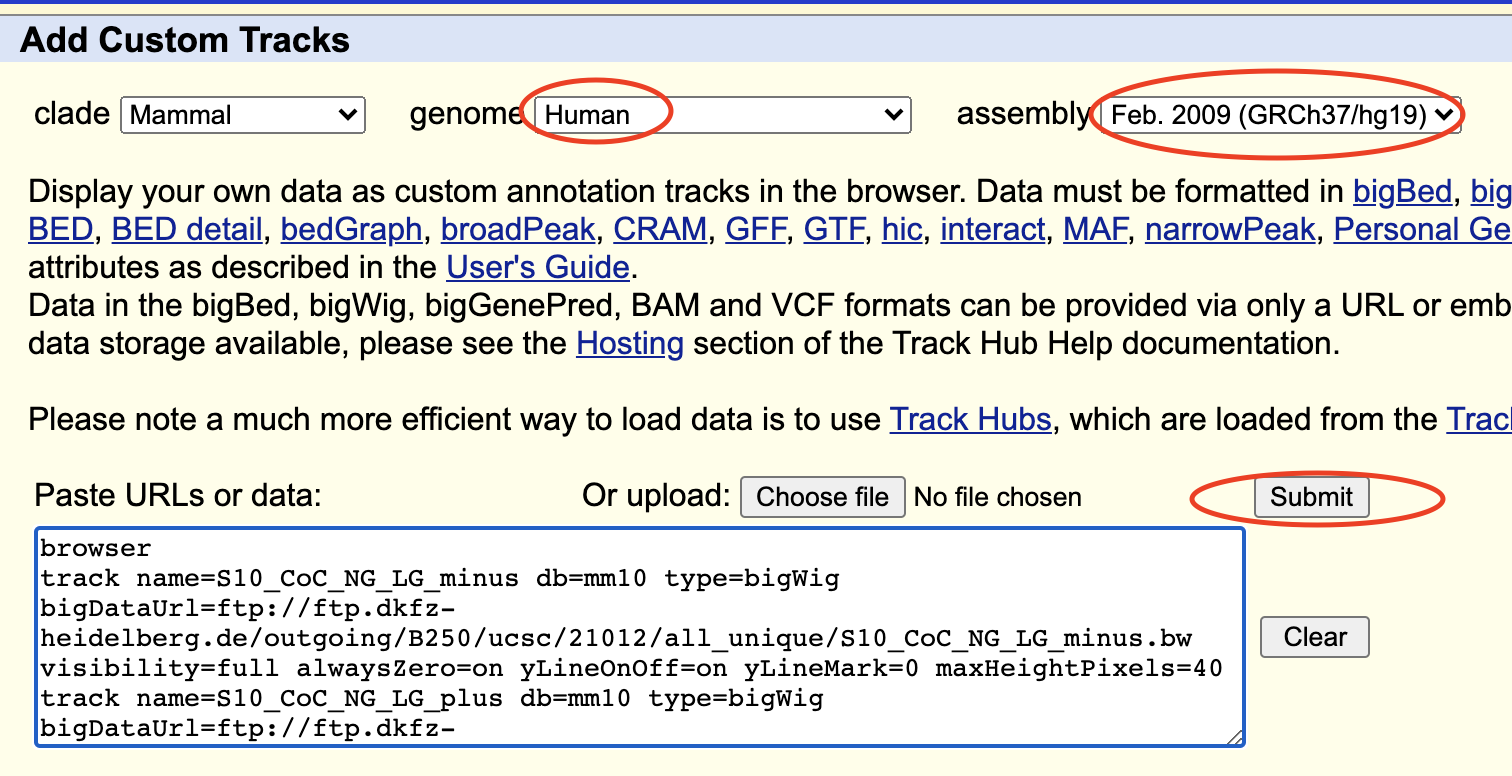 Add Custom Tracks
clade Mammal genome Human assembly Feb. 2009 (GRCh37/hg19)
Display your own data as custom annotation tracks in the browser. Data must be formatted in bigBed, big
BED, BED detail, bedGraph, broadPeak, CRAM, GFF, GTF, hic, interact, MAF, narrowPeak, Personal Ge
attributes as described in the User's Guide.
Data in the bigBed, bigWig, bigGenePred, BAM and VCF formats can be provided via only a URL or emb
data storage available, please see the Hosting section of the Track Hub Help documentation.
Please note a much more efficient way to load data is to use Track Hubs, which are loaded from the Trac
Paste URLs or data: Or upload: Choose file No file chosen Submit
browser
track name=S10_CoC_NG_LG_minus db=mm10 type=bigWig
bigDataUrl=ftp://ftp.dkfz-
heidelberg.de/outgoing/B250/ucsc/21012/all_unique/S10_CoC_NG_LG_minus.bw
Clear
visibility=full alwaysZero=on yLineOnOff=on yLineMark=0 maxHeightPixels=40
track name=S10_CoC_NG_LG_plus db=mm10 type=bigWig
bigDataUrl=ftp://ftp.dkfz-